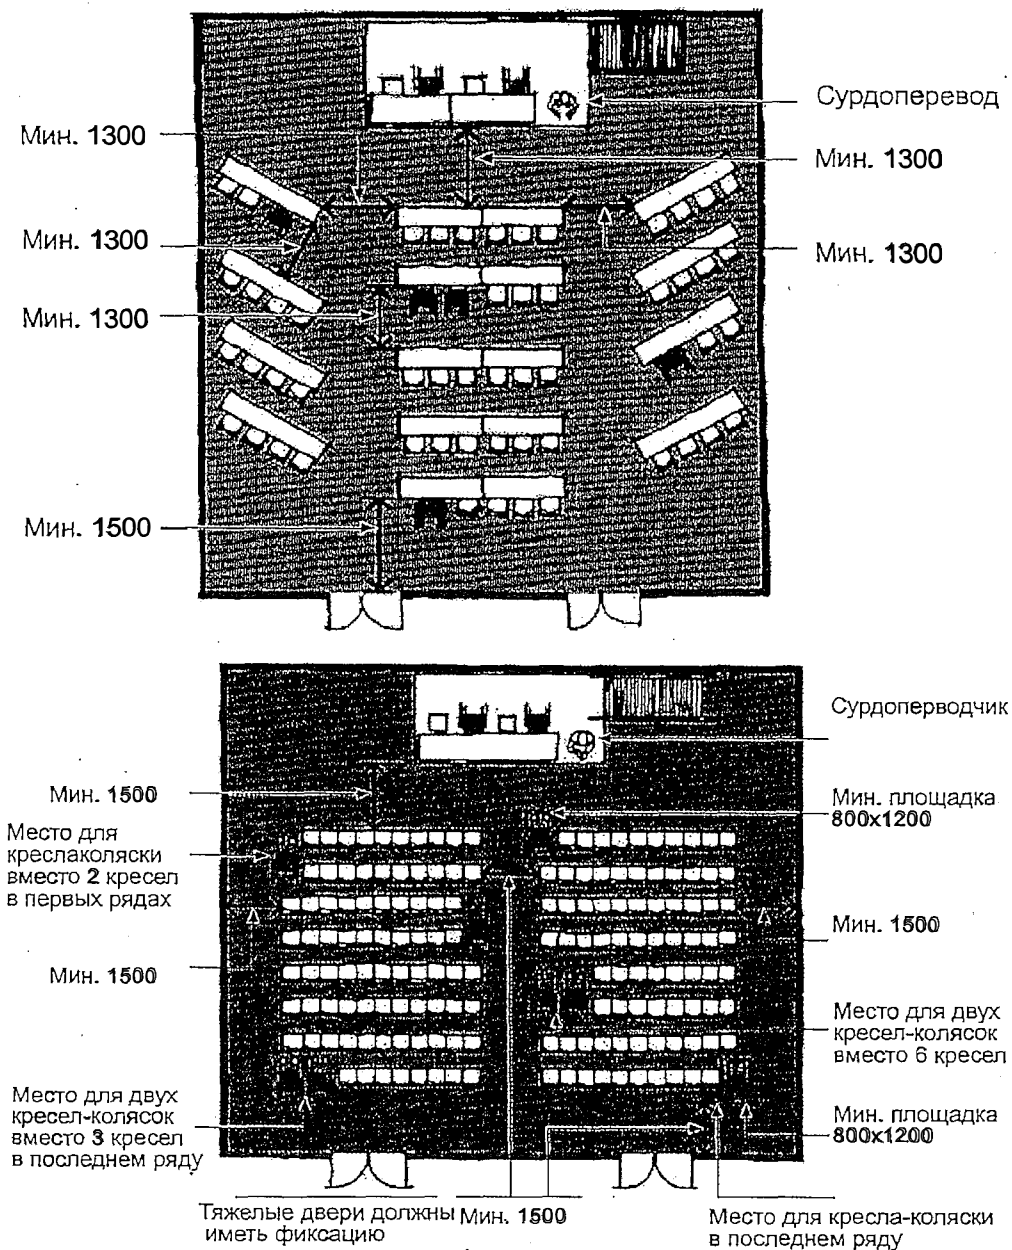 Сурдоперевод
Мин. 1300
Мин. 1300
Мин. 1300
Мин. 1300
Мин. 1300
Мин. 1500
Сурдоперводчик
Мин. 1500
Мин. площадка
800х1200
Место для
креслаколяски
вместо 2 кресел
в первых рядах
Мин. 1500
Мин. 1500
Место для двух
кресел-колясок
вместо 6 кресел
Место для двух
кресел-колясок
вместо 3 кресел
в последнем ряду
Мин. площадка
800х1200
Тяжелые двери должны
иметь фиксацию
Мин. 1500
Место для кресла-коляски
в последнем ряду